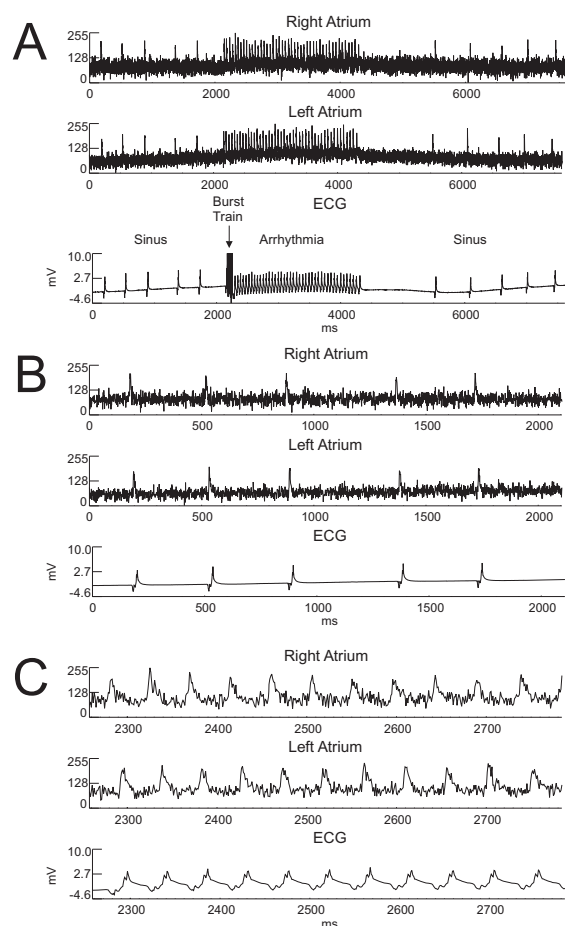 A
Right Atrium
255
128
0
0 2000 4000 6000
Left Atrium
255
128
0
0 2000 4000 6000
ECG
Burst
Train
Sinus Arrhythmia Sinus
10.0
mV 2.7
-4.6
0 2000 4000 6000
ms
B
Right Atrium
255
128
0
0 500 1000 1500 2000
Left Atrium
255
128
0
0 500 1000 1500 2000
ECG
10.0
mV 2.7
-4.6
0 500 1000 1500 2000
ms
C
Right Atrium
255
128
0
2300 2400 2500 2600 2700
Left Atrium
255
128
0
2300 2400 2500 2600 2700
ECG
10.0
mV 2.7
-4.6
2300 2400 2500 2600 2700
ms